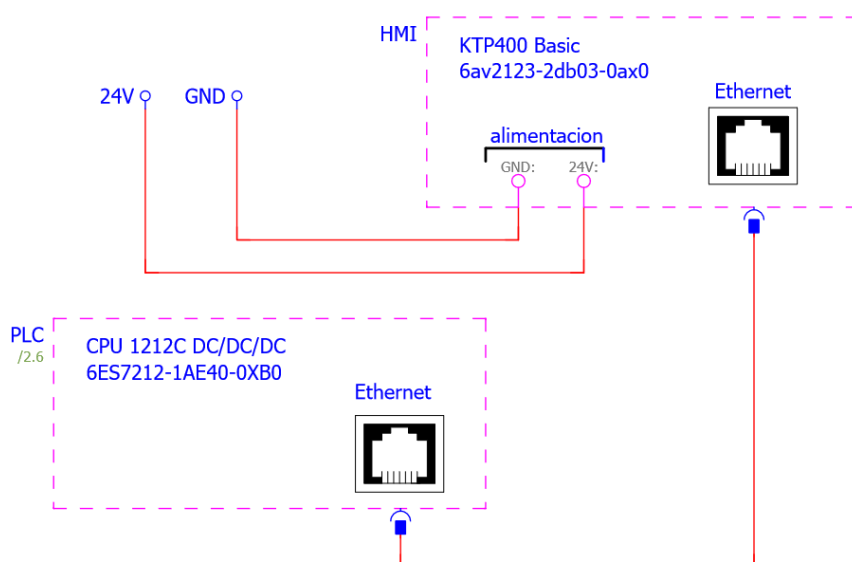 HMI
KTP400 Basic
6av2123-2db03-0ax0
Ethernet
24V
GND
alimentacion
GND:
24V:
PLC
/2.6
CPU 1212C DC/DC/DC
6ES7212-1AE40-0XB0
Ethernet